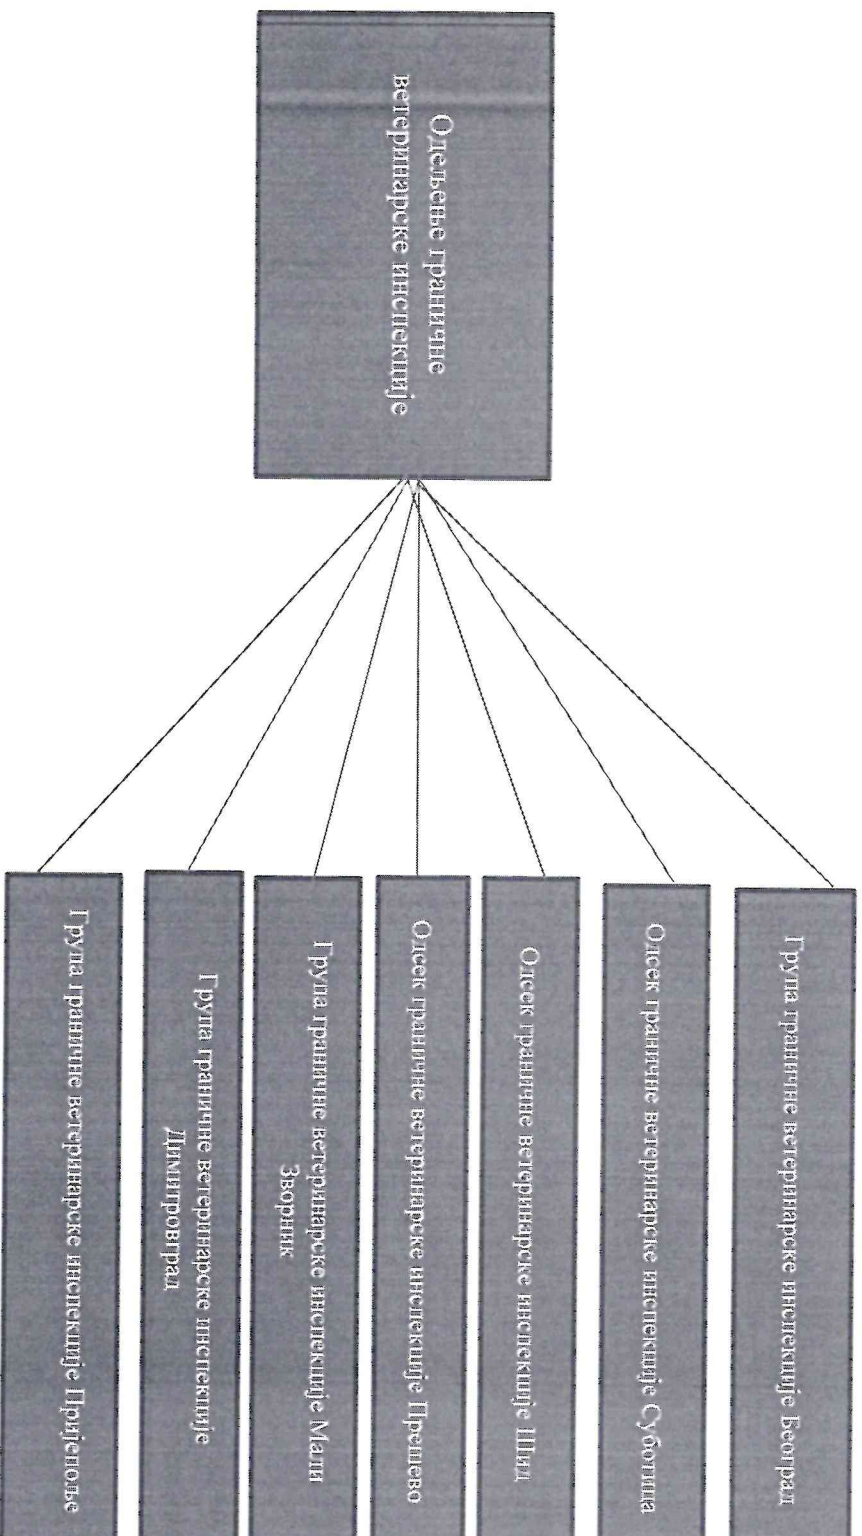 Одељење граничне
ветеринарске инспекције
Група граничне ветеринарске инспекције Београд
Одсек граничне ветеринарске инспекције Суботица
Одсек граничне ветеринарске инспекције Шид
Одсек граничне ветеринарске инспекције Прешево
Група граничне ветеринарске инспекције Мали
Зворник
Група граничне ветеринарске инспекције
Димитровград
Група граничне ветеринарске инспекције Пријепоље